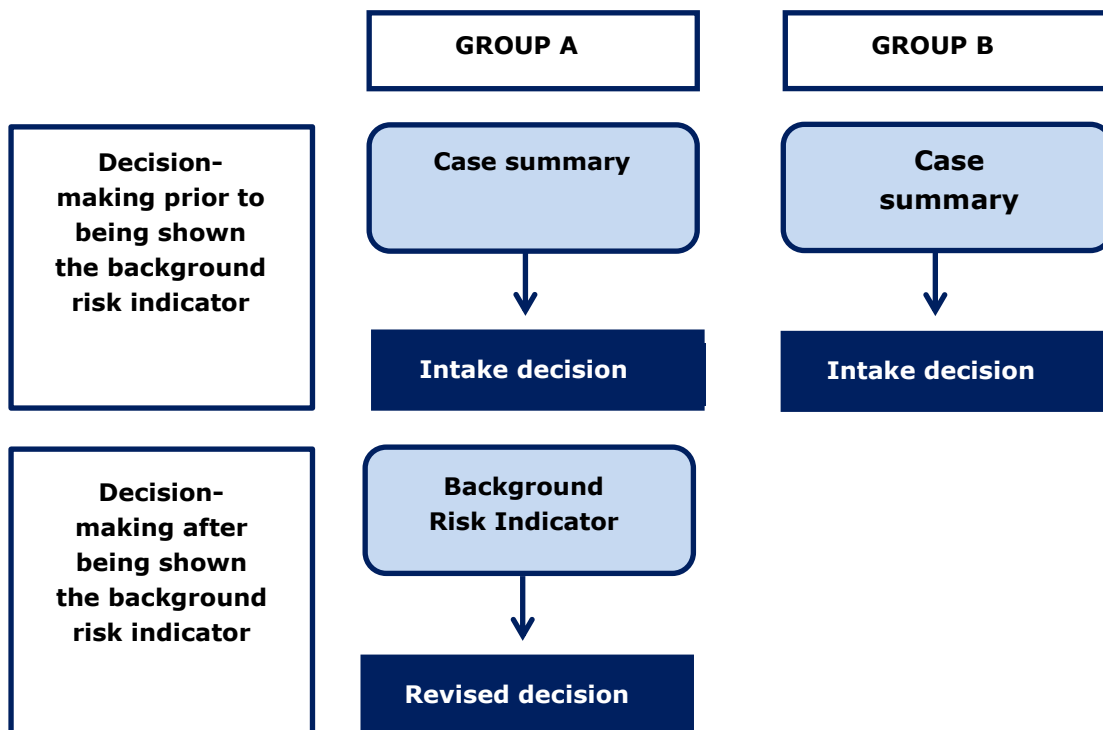 GROUP A
GROUP B
Decision-
making prior to
being shown
the background
risk indicator
Case summary
Case
summary
Intake decision
Intake decision
Decision-
making after
being shown
the background
risk indicator
Background
Risk Indicator
Revised decision